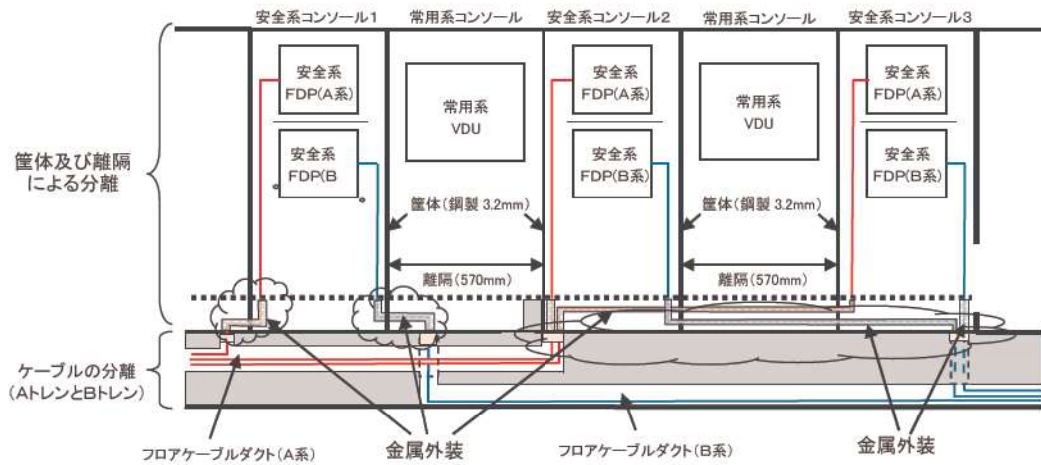 安全系コンソール1
常用系コンソール
安全系コンソール2
常用系コンソール
安全系コンソール3
安全系
FDP(A系)
常用系
VDU
安全系
FDP(A系)
常用系
VDU
安全系
FDP(A系)
安全系
FDP(B
安全系
FDP(B系)
安全系
FDP(B系)
筐体及び離隔
による分離
筐体(鋼製 3.2mm)
筐体(鋼製 3.2mm)
離隔(570mm)
離隔(570mm)
ケーブルの分離
(AトレンとBトレン)
フロアケーブルダクト(A系)
金属外装
フロアケーブルダクト(B系)
金属外装